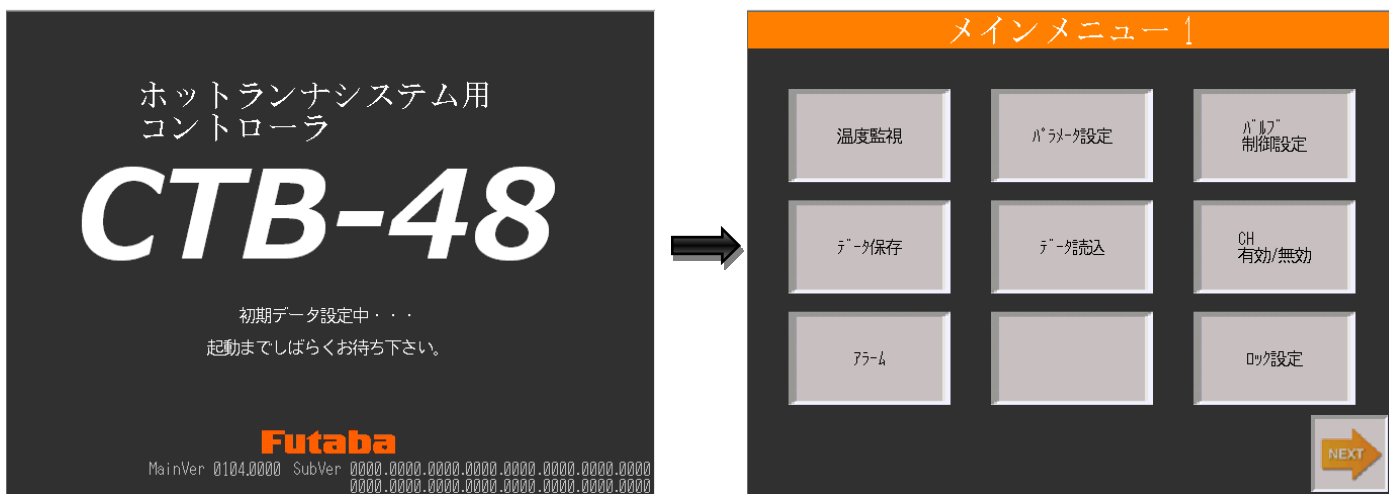 ホットランナシステム用
コントローラ
CTB-48
初期データ設定中・・・
起動までしばらくお待ち下さい。
Futaba
MainVer 0104.0000 SubVer 0000.0000.0000.0000.0000.0000.0000.0000
0000.0000.0000.0000.0000.0000.0000.0000
メインメニュー1
温度監視
ﾊﾟﾗﾒｰﾀ設定
ﾊﾞﾙﾌﾞ
制御設定
ﾃﾞｰﾀ保存
ﾃﾞｰﾀ読込
CH
有効/無効
ｱﾗｰﾑ
ﾛｯｸ設定
NEXT